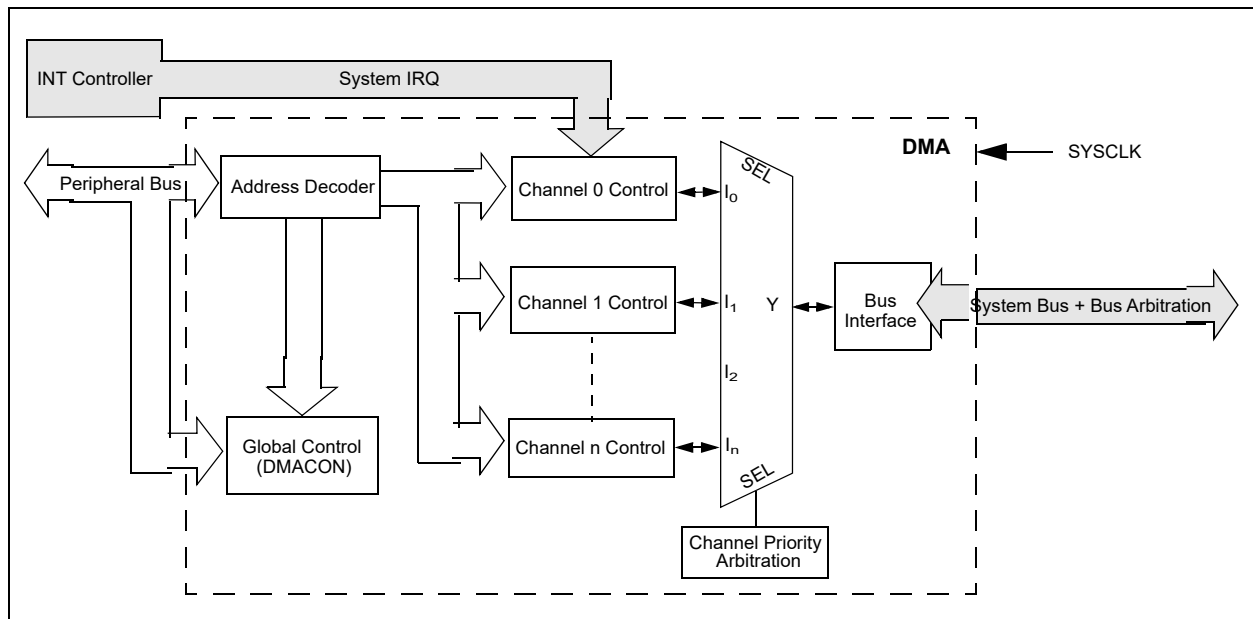 INT Controller
System IRQ
DMA
SYSCLK
Peripheral Bus
Address Decoder
Channel 0 Control
SEL
I₀
Channel 1 Control
I₁
Y
Bus
Interface
System Bus + Bus Arbitration
I₂
Global Control
(DMACON)
Channel n Control
Iₙ
SEL
Channel Priority
Arbitration